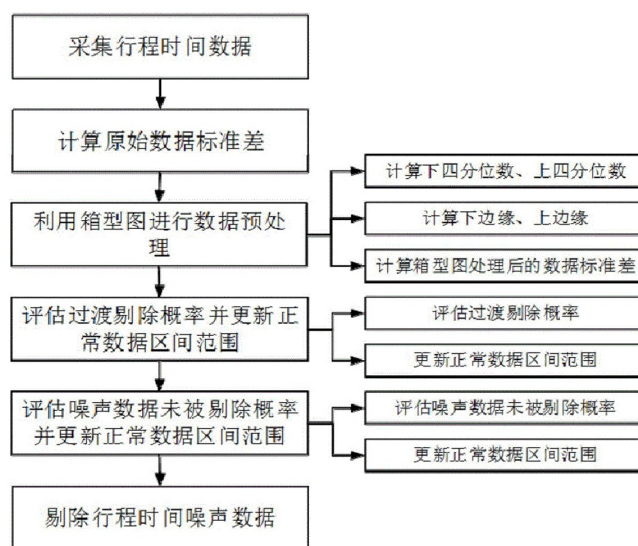 采集行程时间数据
计算原始数据标准差
利用箱型图进行数据预处
理
计算下四分位数、上四分位数
计算下边缘、上边缘
计算箱型图处理后的数据标准差
评估过渡剔除概率并更新正
常数据区间范围
评估过渡剔除概率
更新正常数据区间范围
评估噪声数据未被剔除概率
并更新正常数据区间范围
评估噪声数据未被剔除概率
更新正常数据区间范围
剔除行程时间噪声数据